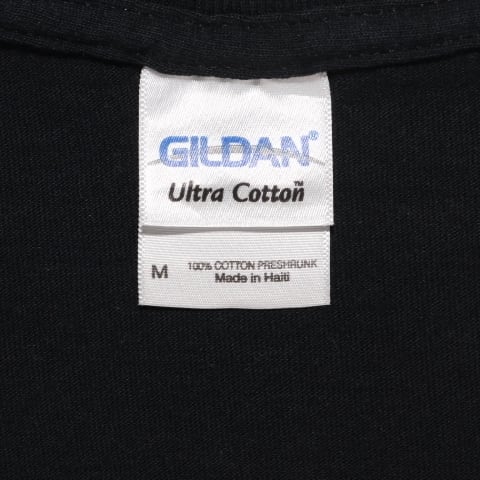 GILDAN®
Ultra Cotton™
M
100% COTTON PRESHRUNK
Made in Haiti